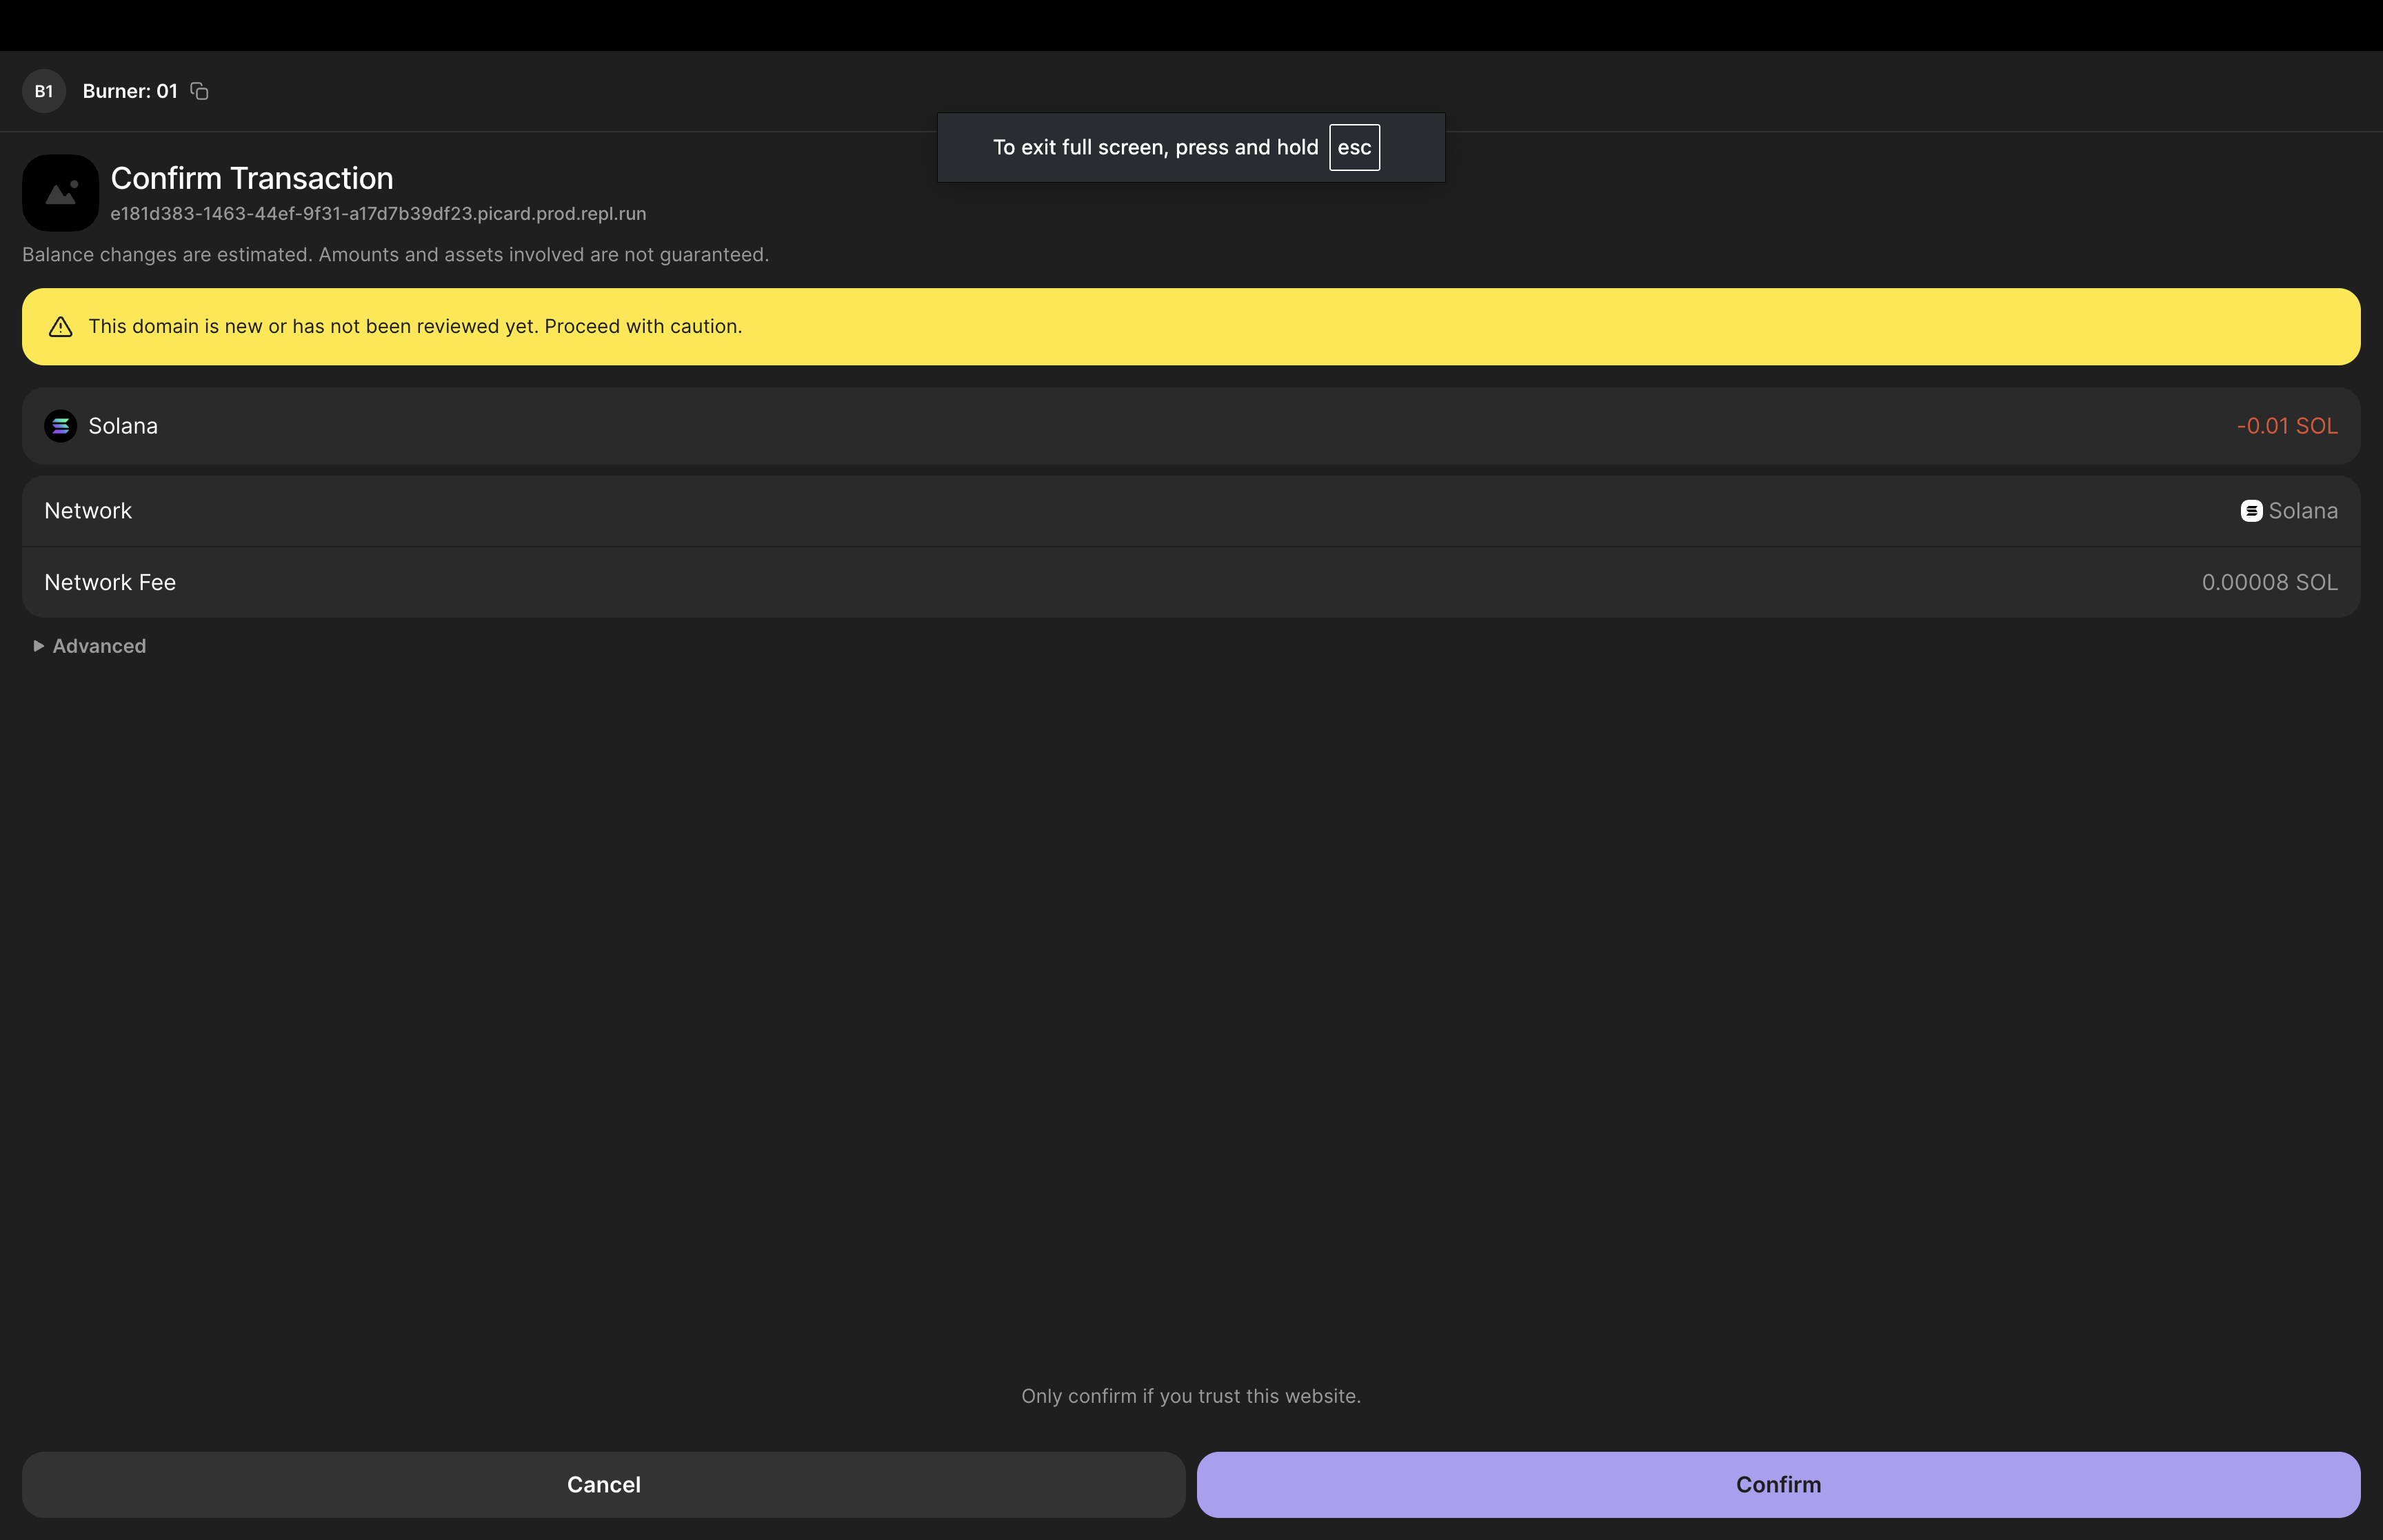 B1
Burner: 01
To exit full screen, press and hold esc
Confirm Transaction
e181d383-1463-44ef-9f31-a17d7b39df23.picard.prod.repl.run
Balance changes are estimated. Amounts and assets involved are not guaranteed.
This domain is new or has not been reviewed yet. Proceed with caution.
Solana -0.01 SOL
Network Solana
Network Fee 0.00008 SOL
Advanced
Only confirm if you trust this website.
Cancel Confirm